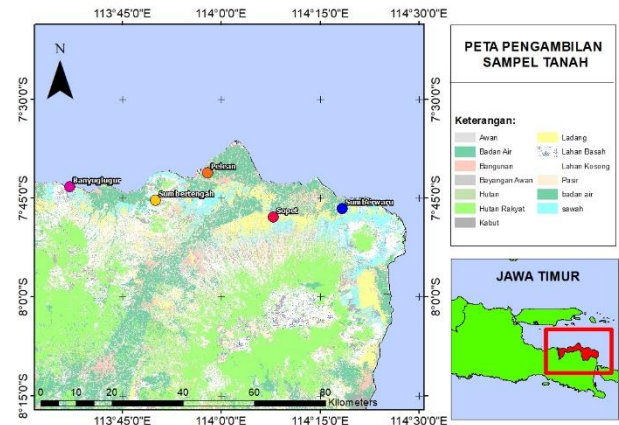 113°45'0"E 114°0'0"E 114°15'0"E 114°30'0"E
N
7°30'0"S
7°45'0"S
8°0'0"S
8°15'0"S
7°30'0"S
7°45'0"S
8°0'0"S
8°15'0"S
Banyuglugur
Sumbertengah
Pelean
Sopet
Sumberwaru
0 10 20 40 60 80
Kilometers
113°45'0"E 114°0'0"E 114°15'0"E 114°30'0"E
PETA PENGAMBILAN
SAMPEL TANAH
Keterangan:
Awan
Badan Air
Bangunan
Bayangan Awan
Hutan
Hutan Rakyat
Kabut
Ladang
Lahan Basah
Lahan Kosong
Pasir
badan air
sawah
JAWA TIMUR